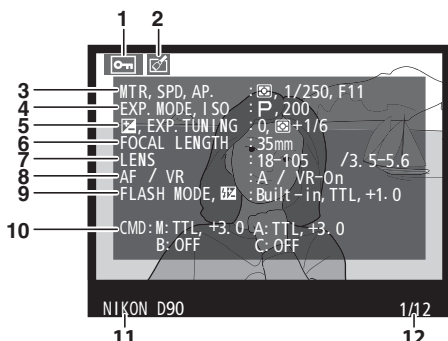 1 2
3 MTR, SPD, AP. : 1/250, F11
4 EXP. MODE, ISO : P, 200
5 , EXP. TUNING : 0, +1/6
6 FOCAL LENGTH : 35mm
7 LENS : 18-105 /3. 5-5.6
8 AF / VR : A / VR-On
9 FLASH MODE, : Built-in, TTL, +1. 0
10 CMD: M: TTL, +3. 0 A: TTL, +3. 0
B: OFF C: OFF
NIKON D90 1/12
11 12